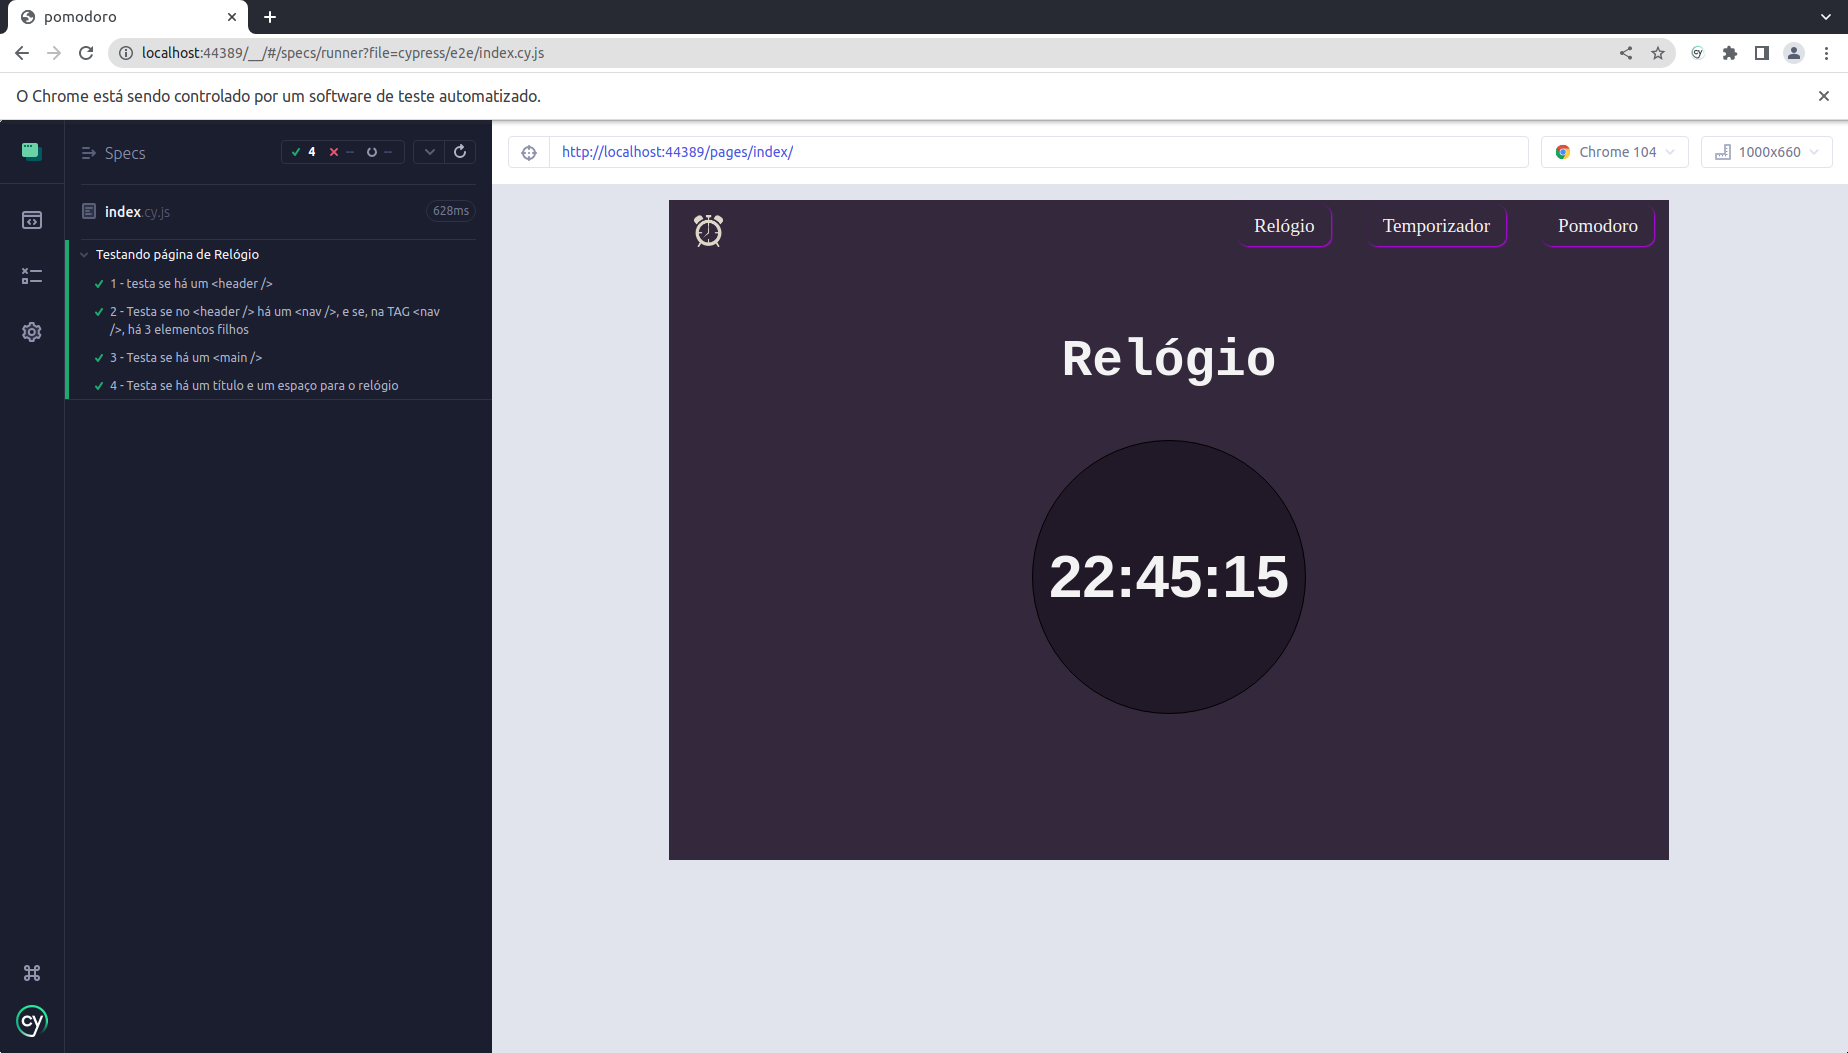 pomodoro
localhost:44389/__/#/specs/runner?file=cypress/e2e/index.cy.js
O Chrome está sendo controlado por um software de teste automatizado.
Specs
4 -- --
http://localhost:44389/pages/index/
Chrome 104
1000x660
index.cy.js
628ms
Testando página de Relógio
1 - testa se há um <header />
2 - Testa se no <header /> há um <nav />, e se, na TAG <nav
/>, há 3 elementos filhos
3 - Testa se há um <main />
4 - Testa se há um título e um espaço para o relógio
cy
Relógio
Temporizador
Pomodoro
Relógio
22:45:15